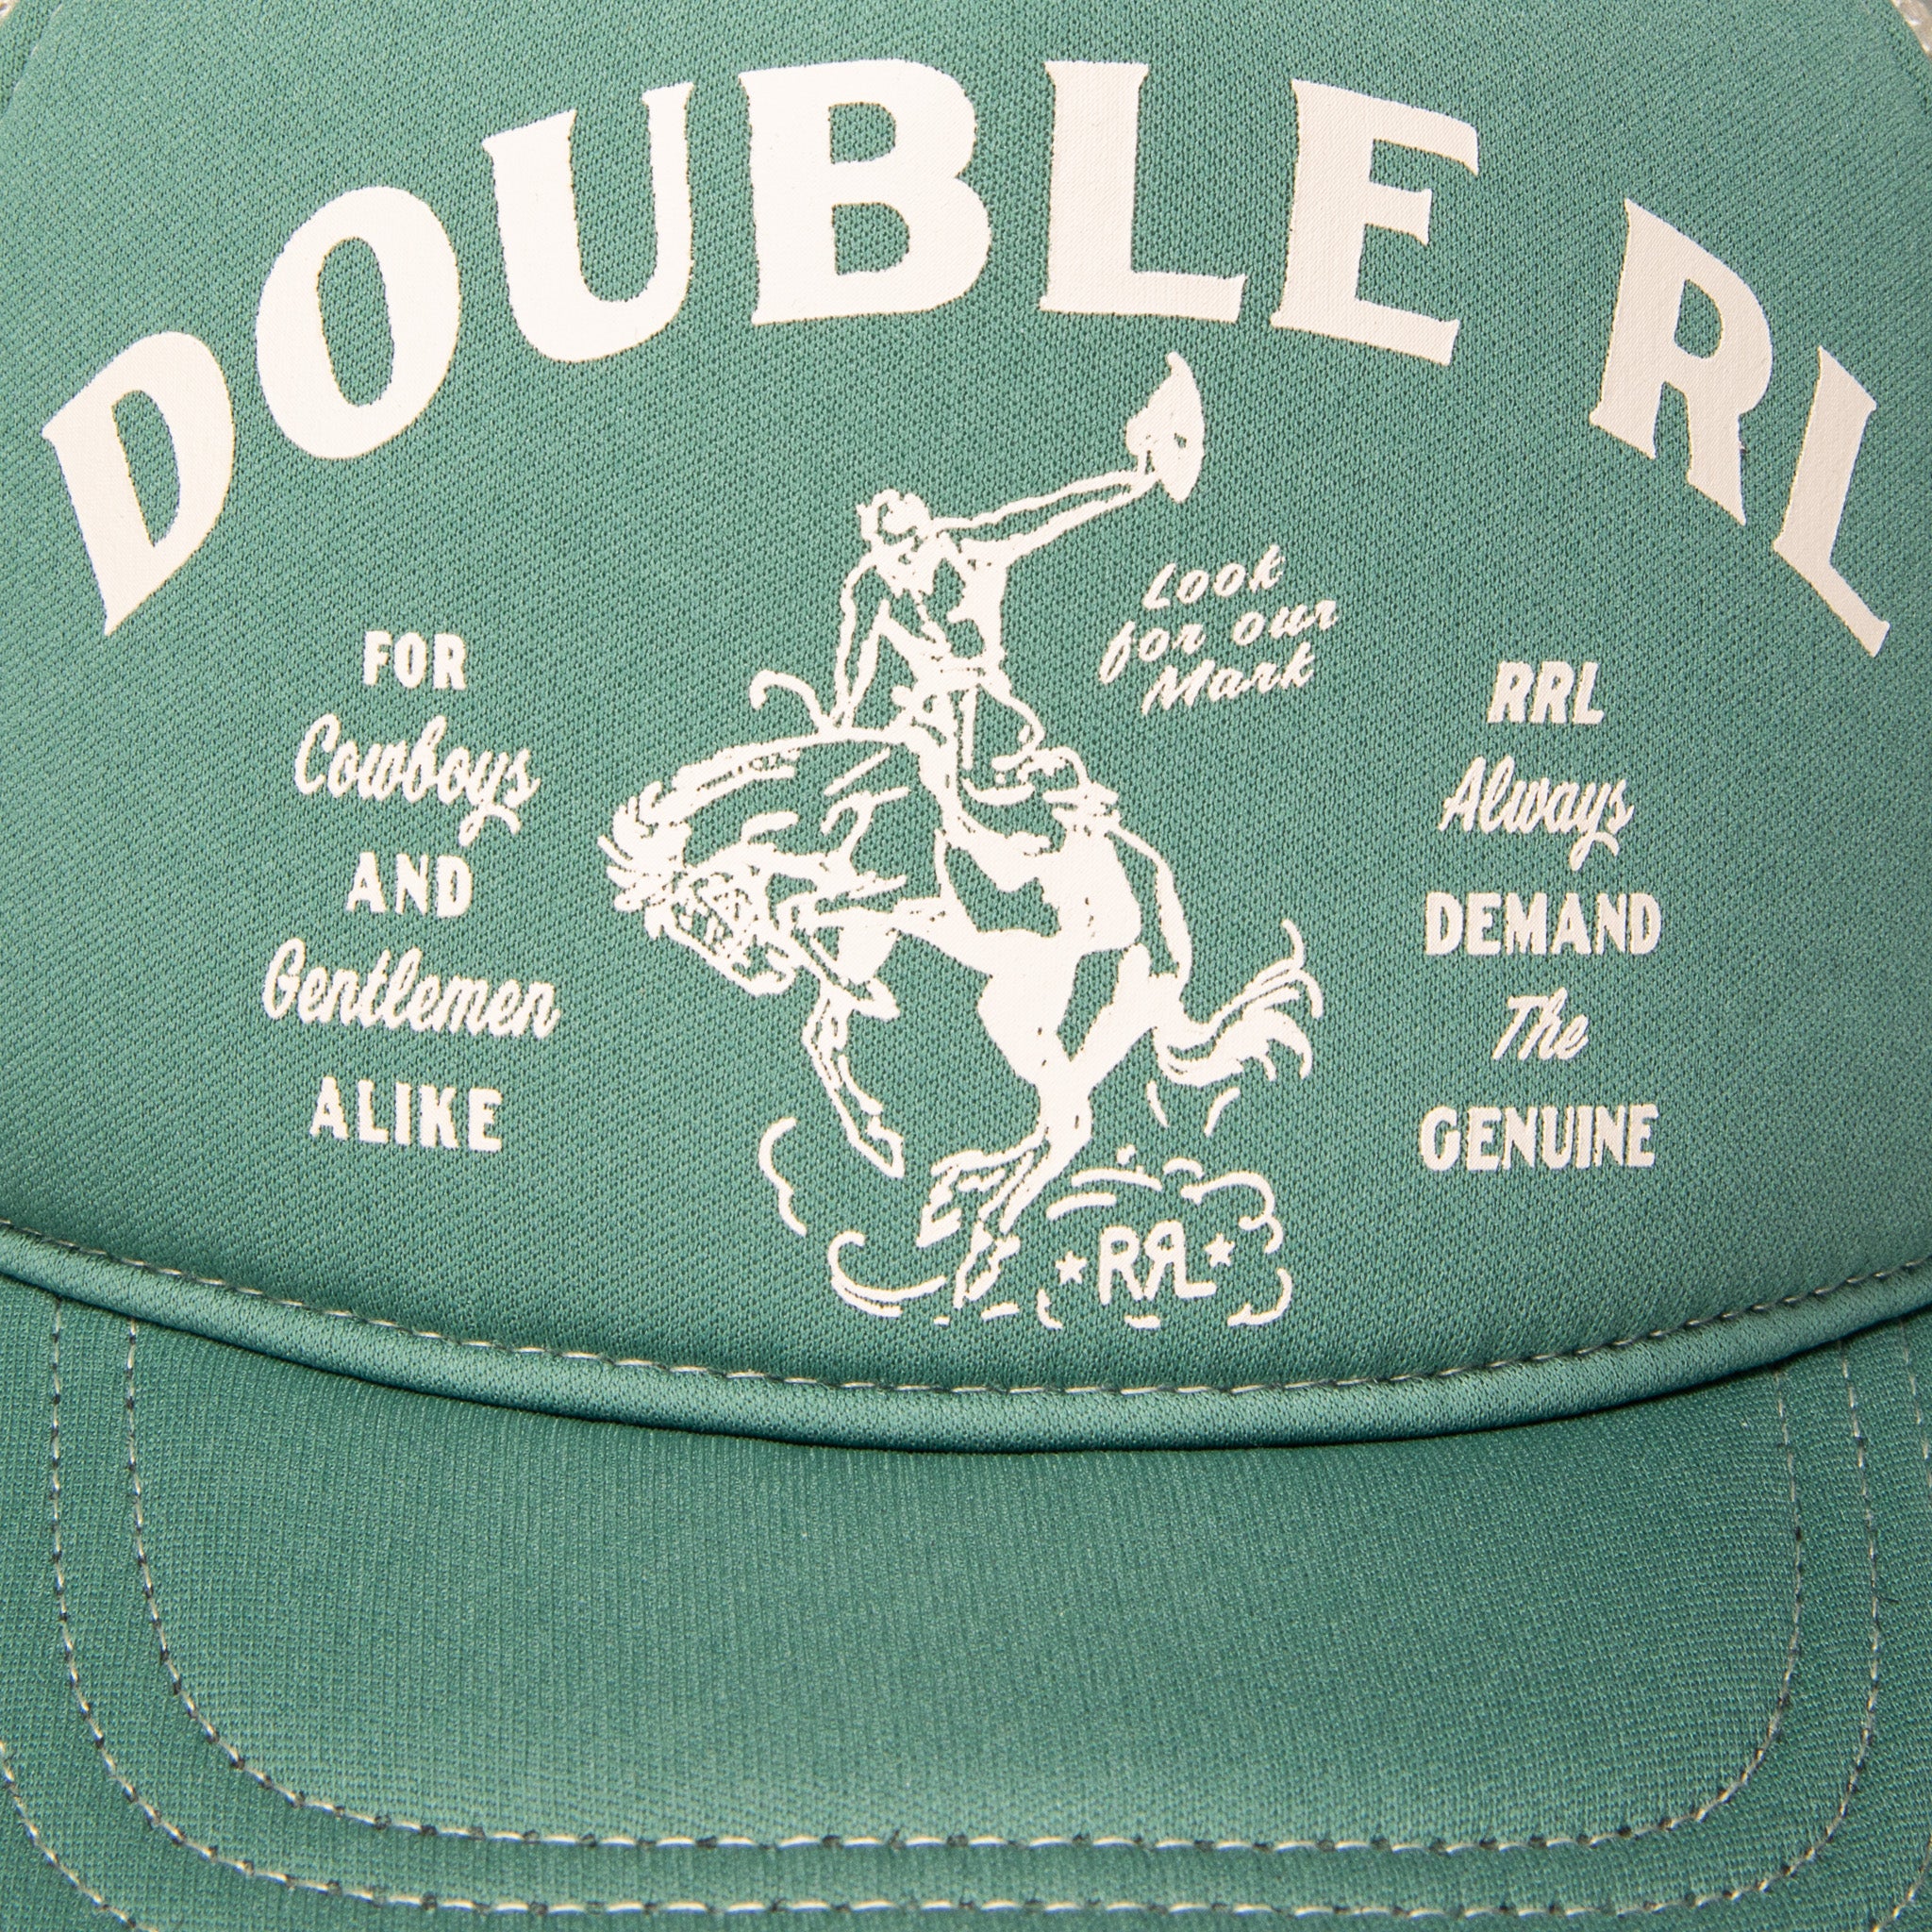 DOUBLE RL
Look
for our
Mark
FOR
Cowboys
AND
Gentlemen
ALIKE
RRL
Always
DEMAND
The
GENUINE
RRL